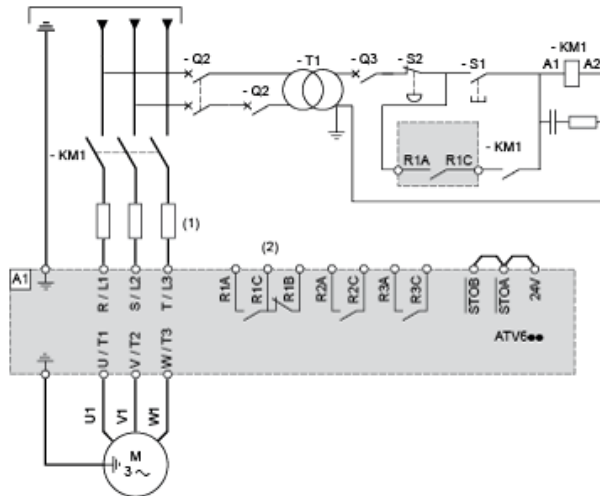 - Q2
- T1
- Q3
- S2
- S1
- KM1
A1
A2
- Q2
- KM1
R1A
R1C
- KM1
(1)
(2)
A1
R / L1
S / L2
T / L3
R1A
R1C
R1B
R2A
R2C
R3A
R3C
STOB
STOA
24V
U / T1
V / T2
W / T3
ATV6●●
U1
V1
W1
M
3 ~